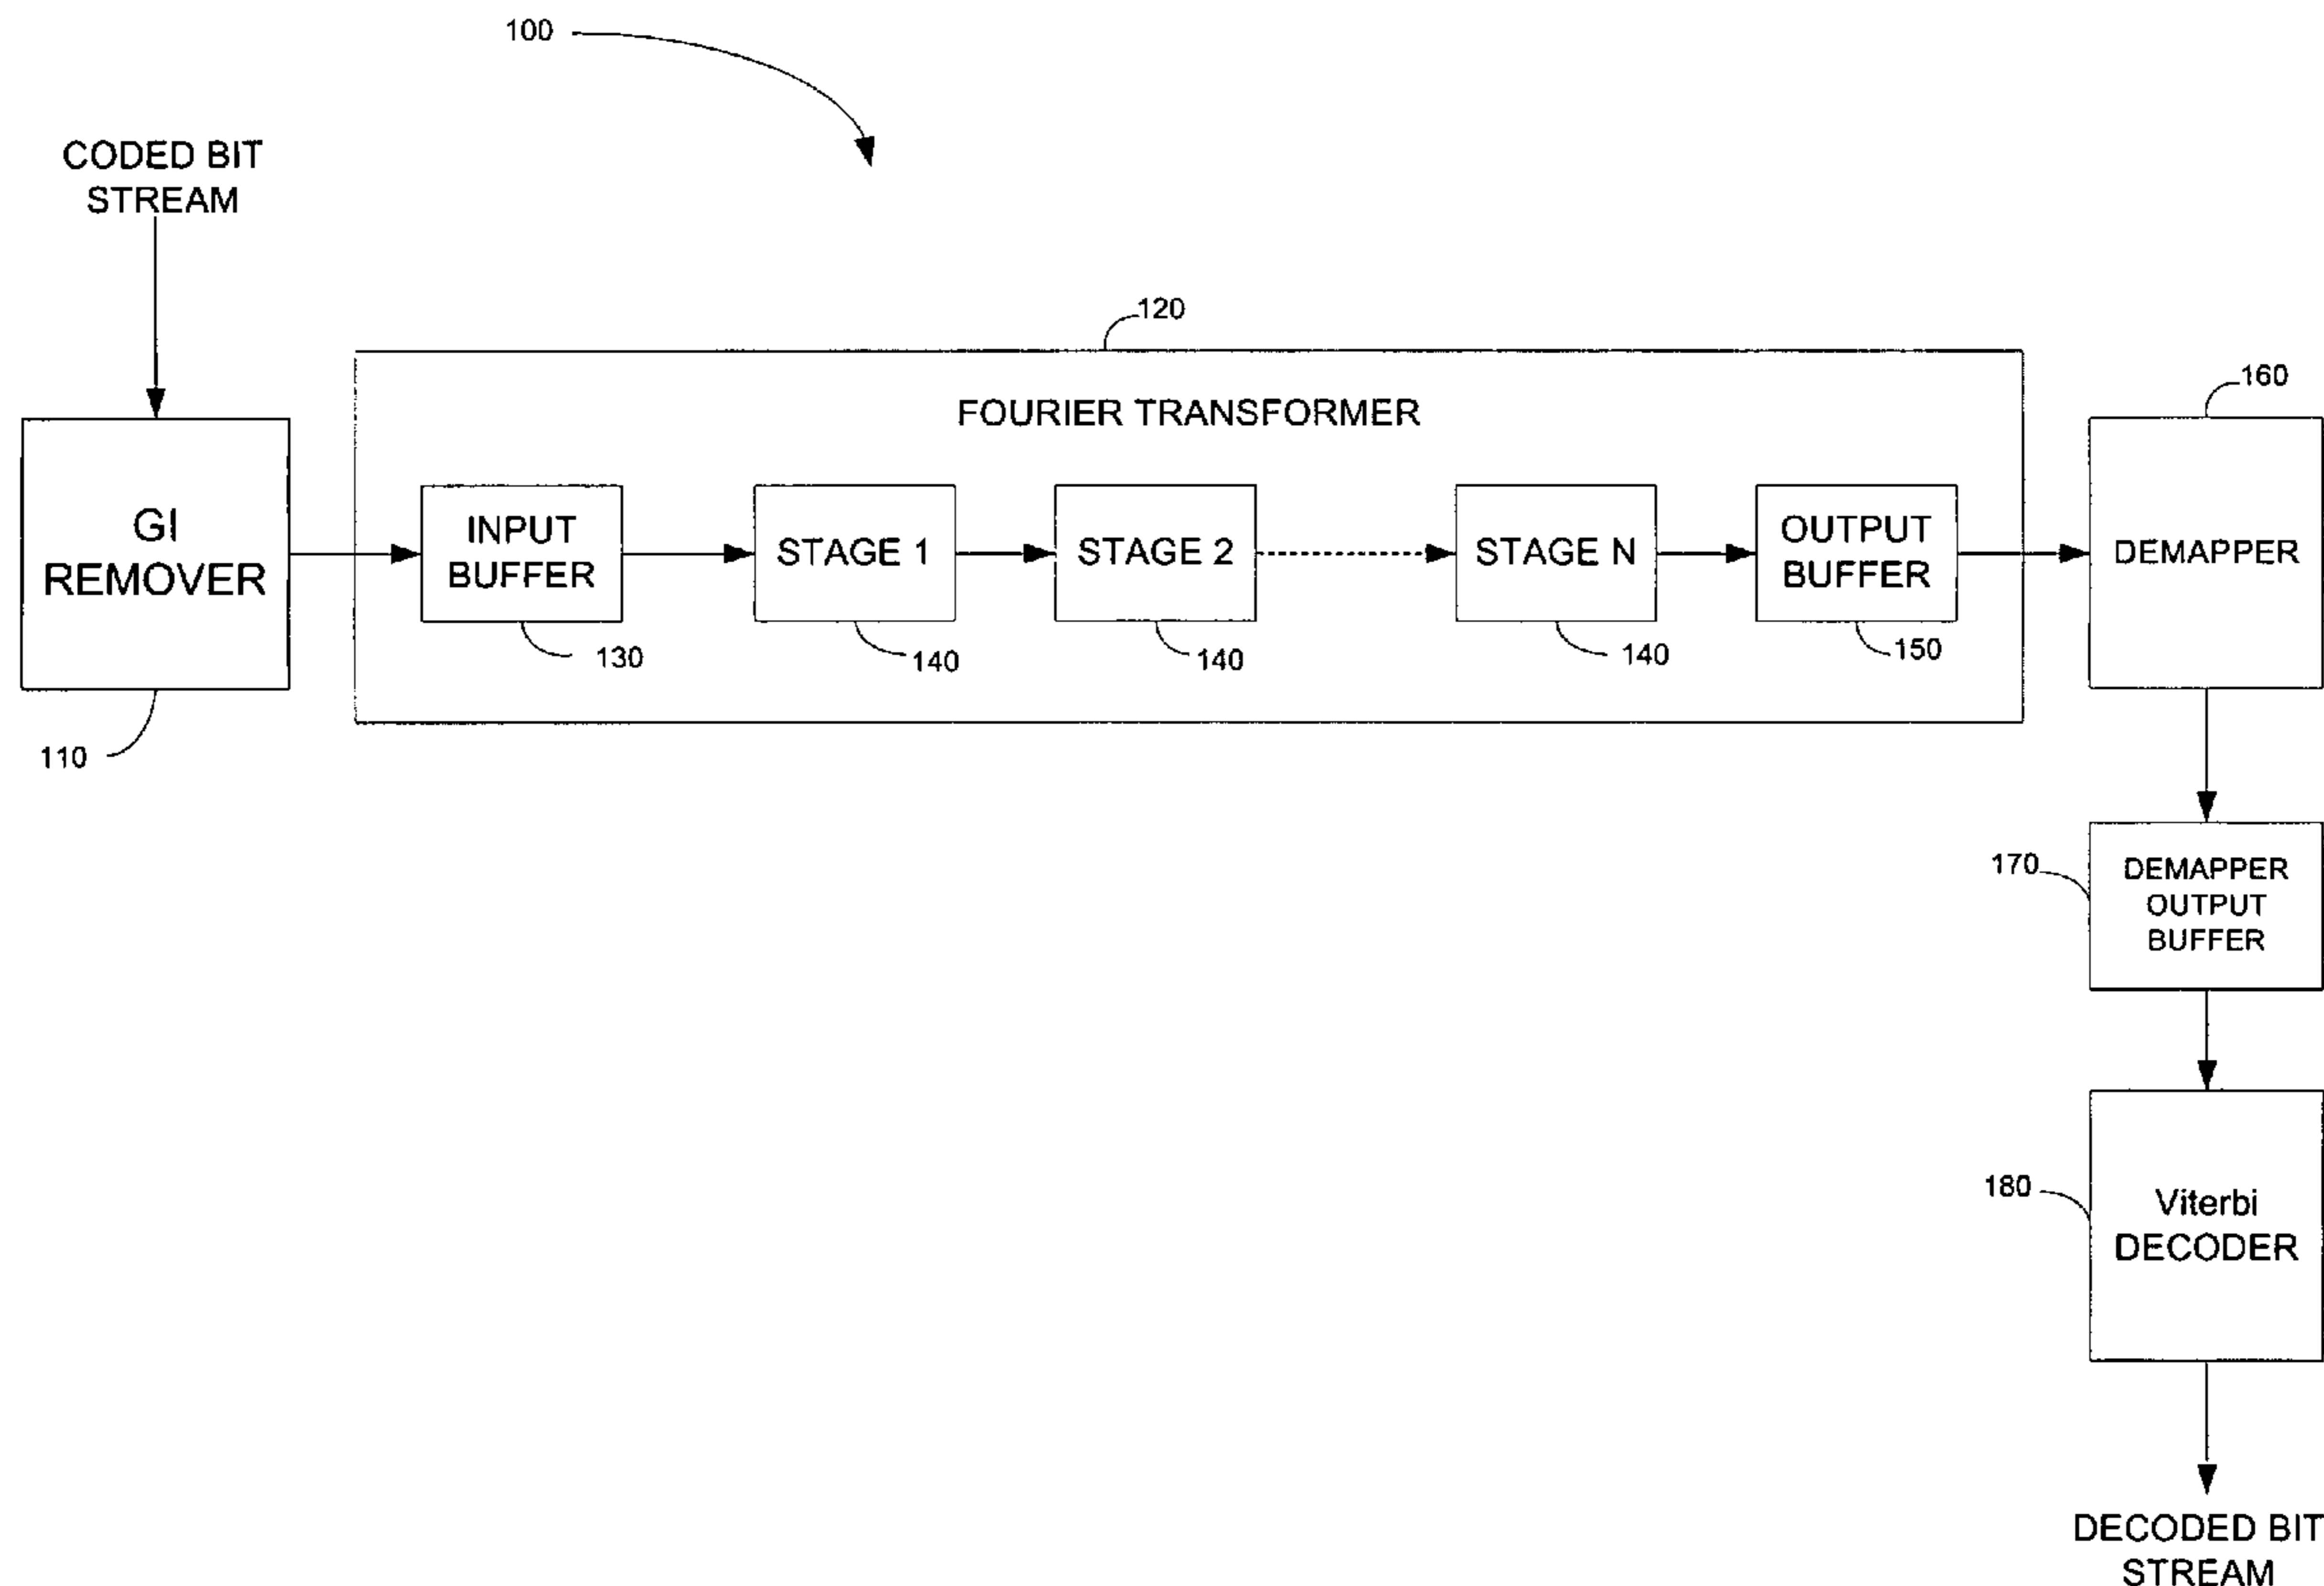 100
CODED BIT
STREAM
120
160
FOURIER TRANSFORMER
GI
REMOVER
INPUT
BUFFER
STAGE 1
STAGE 2
STAGE N
OUTPUT
BUFFER
DEMAPPER
130
140
140
140
150
110
170
DEMAPPER
OUTPUT
BUFFER
180
Viterbi
DECODER
DECODED BIT
STREAM